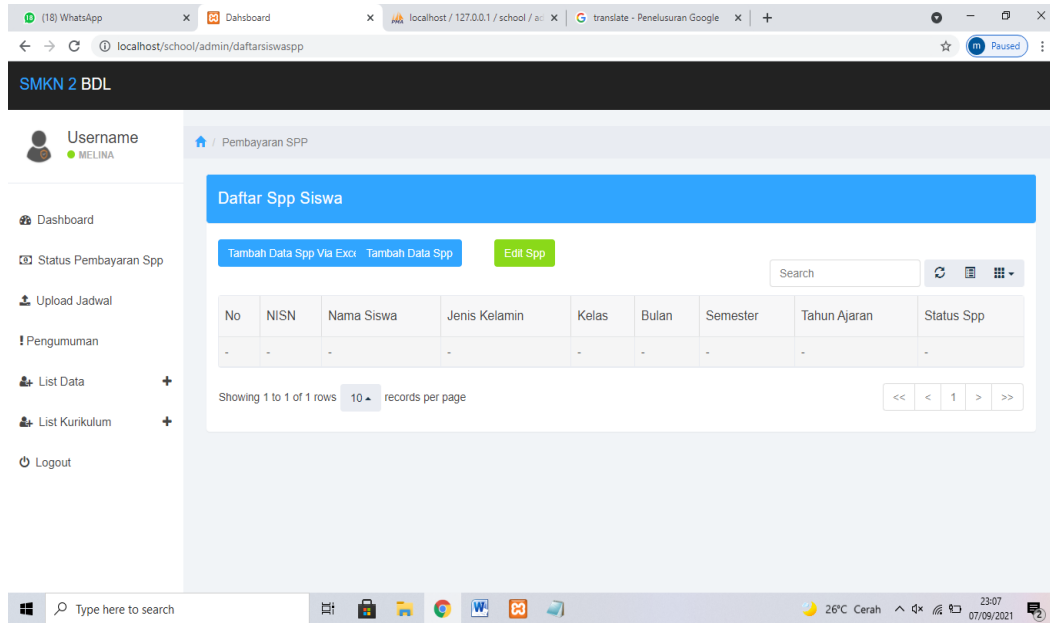 (18) WhatsApp
Dahsboard
localhost / 127.0.0.1 / school / ad
translate - Penelusuran Google
localhost/school/admin/daftarsiswaspp
m Paused
SMKN 2 BDL
Username
MELINA
Pembayaran SPP
Daftar Spp Siswa
Dashboard
Status Pembayaran Spp
Upload Jadwal
! Pengumuman
List Data +
List Kurikulum +
Logout
Tambah Data Spp Via Exce Tambah Data Spp Edit Spp
Search
No NISN Nama Siswa Jenis Kelamin Kelas Bulan Semester Tahun Ajaran Status Spp
- - - - - - - - -
Showing 1 to 1 of 1 rows 10 records per page
<< < 1 > >>
Type here to search
26°C Cerah
23:07
07/09/2021
2